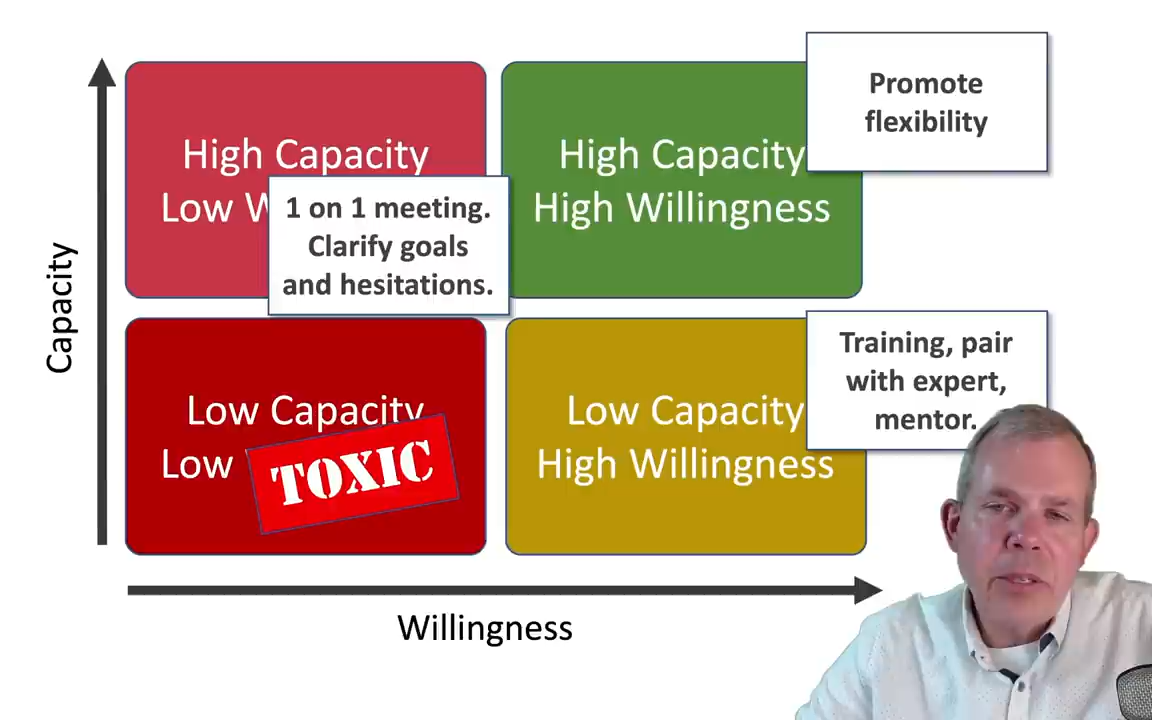 High Capacity
Low W
1 on 1 meeting.
Clarify goals
and hesitations.
High Capacity
High Willingness
Promote
flexibility
Low Capacity
Low
TOXIC
Low Capacity
High Willingness
Training, pair
with expert,
mentor.
Capacity
Willingness